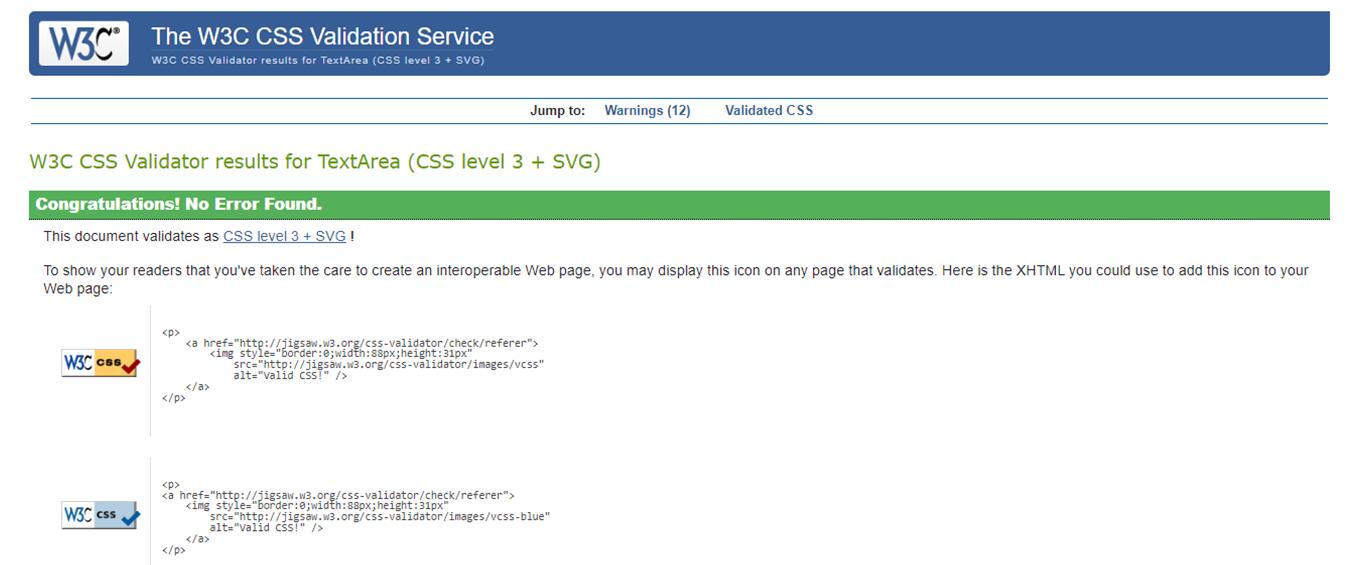 W3C®
The W3C CSS Validation Service
W3C CSS Validator results for TextArea (CSS level 3 + SVG)
Jump to: Warnings (12) Validated CSS
W3C CSS Validator results for TextArea (CSS level 3 + SVG)
Congratulations! No Error Found.
This document validates as CSS level 3 + SVG !
To show your readers that you've taken the care to create an interoperable Web page, you may display this icon on any page that validates. Here is the XHTML you could use to add this icon to your
Web page:
W3C css
<p>
<a href="http://jigsaw.w3.org/css-validator/check/referer">
<img style="border:0;width:88px;height:31px"
src="http://jigsaw.w3.org/css-validator/images/vcss"
alt="Valid CSS!" />
</a>
</p>
W3C css
<p>
<a href="http://jigsaw.w3.org/css-validator/check/referer">
<img style="border:0;width:88px;height:31px"
src="http://jigsaw.w3.org/css-validator/images/vcss-blue"
alt="Valid CSS!" />
</a>
</p>